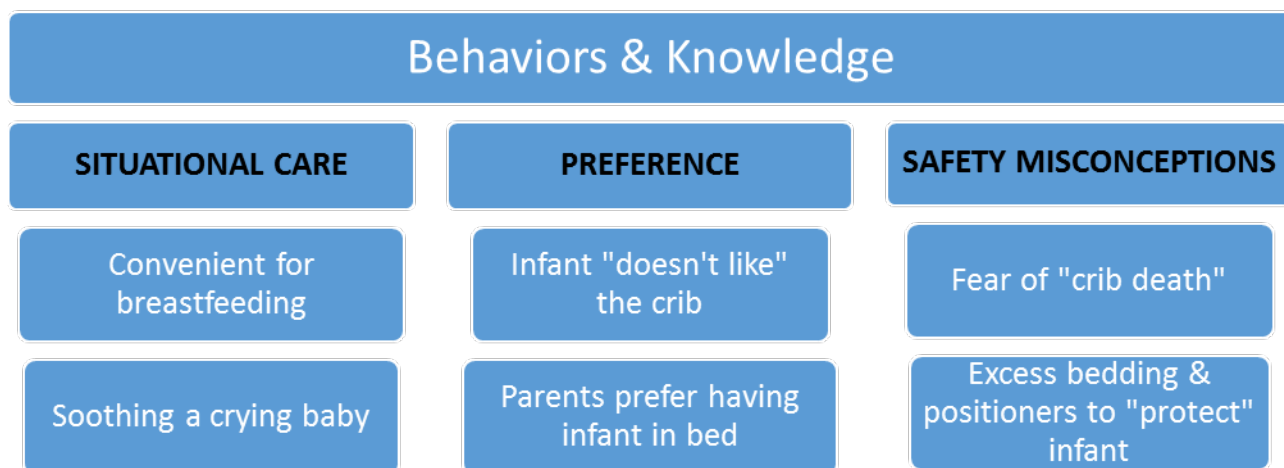 Behaviors & Knowledge
SITUATIONAL CARE
PREFERENCE
SAFETY MISCONCEPTIONS
Convenient for
breastfeeding
Infant "doesn't like"
the crib
Fear of "crib death"
Soothing a crying baby
Parents prefer having
infant in bed
Excess bedding &
positioners to "protect"
infant